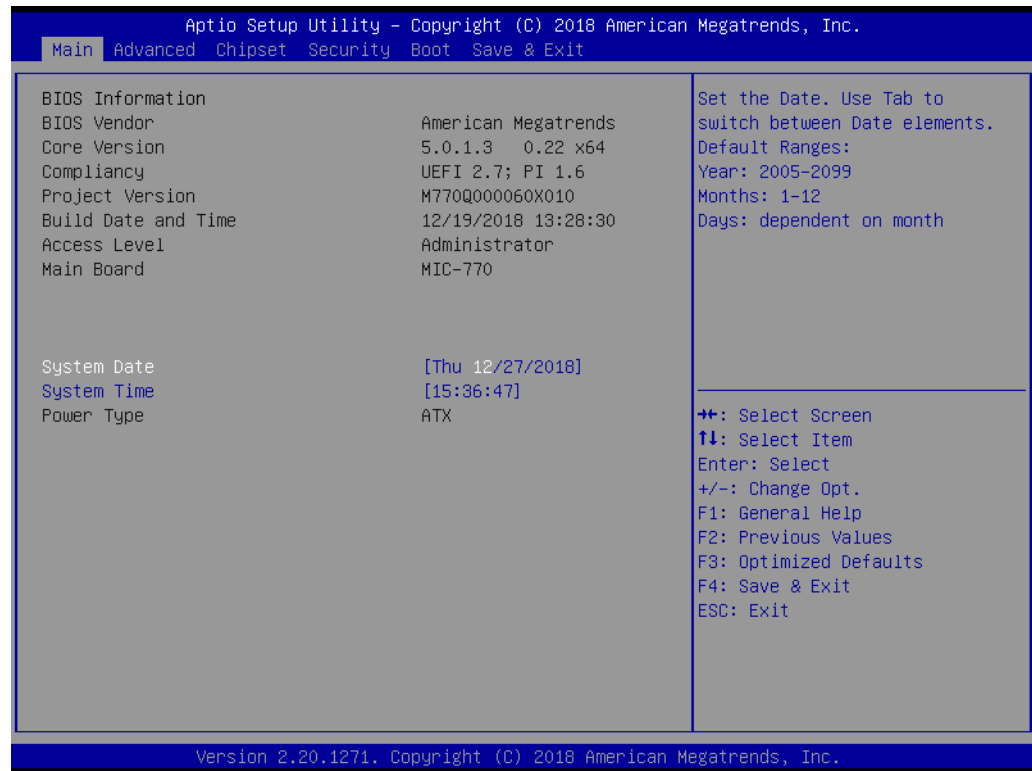 Aptio Setup Utility – Copyright (C) 2018 American Megatrends, Inc.
Main Advanced Chipset Security Boot Save & Exit
BIOS Information
BIOS Vendor American Megatrends
Core Version 5.0.1.3 0.22 x64
Compliancy UEFI 2.7; PI 1.6
Project Version M770Q000060X010
Build Date and Time 12/19/2018 13:28:30
Access Level Administrator
Main Board MIC-770
System Date [Thu 12/27/2018]
System Time [15:36:47]
Power Type ATX
Set the Date. Use Tab to
switch between Date elements.
Default Ranges:
Year: 2005-2099
Months: 1-12
Days: dependent on month
→←: Select Screen
↑↓: Select Item
Enter: Select
+/-: Change Opt.
F1: General Help
F2: Previous Values
F3: Optimized Defaults
F4: Save & Exit
ESC: Exit
Version 2.20.1271. Copyright (C) 2018 American Megatrends, Inc.